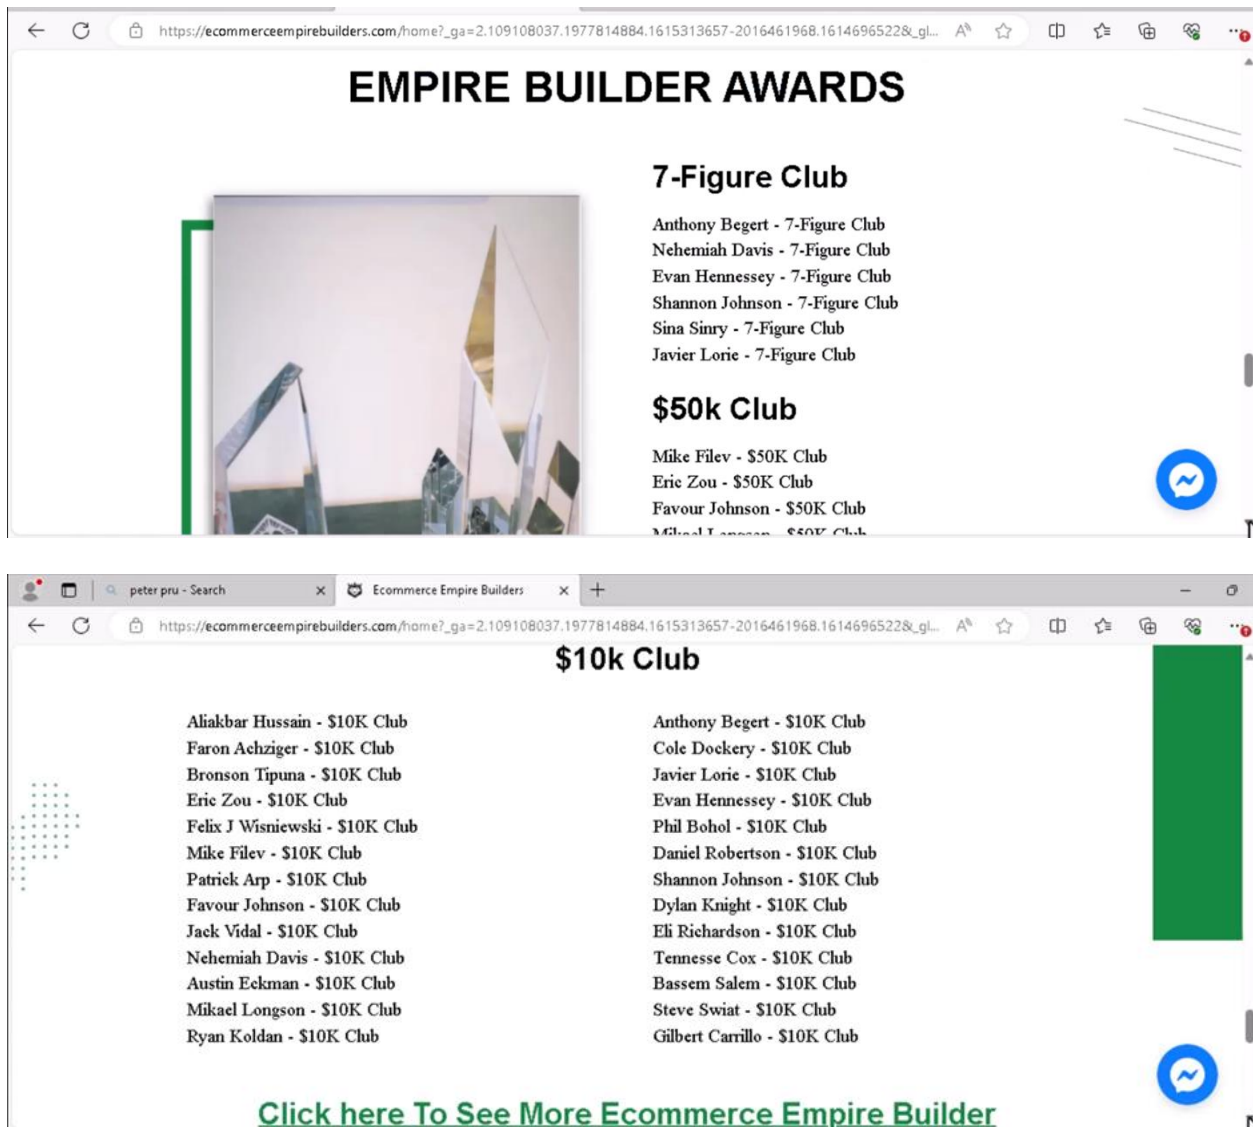 https://ecommerceempirebuilders.com/home?_ga=2.109108037.1977814884.1615313657-2016461968.1614696522&_gl...
EMPIRE BUILDER AWARDS
7-Figure Club
Anthony Begert - 7-Figure Club
Nehemiah Davis - 7-Figure Club
Evan Hennessey - 7-Figure Club
Shannon Johnson - 7-Figure Club
Sina Sinry - 7-Figure Club
Javier Lorie - 7-Figure Club
$50k Club
Mike Filev - $50K Club
Eric Zou - $50K Club
Favour Johnson - $50K Club
Mikael Longson - $50K Club
peter pru - Search
Ecommerce Empire Builders
https://ecommerceempirebuilders.com/home?_ga=2.109108037.1977814884.1615313657-2016461968.1614696522&_gl...
$10k Club
Aliakbar Hussain - $10K Club
Faron Achziger - $10K Club
Bronson Tipuna - $10K Club
Eric Zou - $10K Club
Felix J Wisniewski - $10K Club
Mike Filev - $10K Club
Patrick Arp - $10K Club
Favour Johnson - $10K Club
Jack Vidal - $10K Club
Nehemiah Davis - $10K Club
Austin Eckman - $10K Club
Mikael Longson - $10K Club
Ryan Koldan - $10K Club
Anthony Begert - $10K Club
Cole Dockery - $10K Club
Javier Lorie - $10K Club
Evan Hennessey - $10K Club
Phil Bohol - $10K Club
Daniel Robertson - $10K Club
Shannon Johnson - $10K Club
Dylan Knight - $10K Club
Eli Richardson - $10K Club
Tennesse Cox - $10K Club
Bassem Salem - $10K Club
Steve Swiat - $10K Club
Gilbert Carrillo - $10K Club
Click here To See More Ecommerce Empire Builder